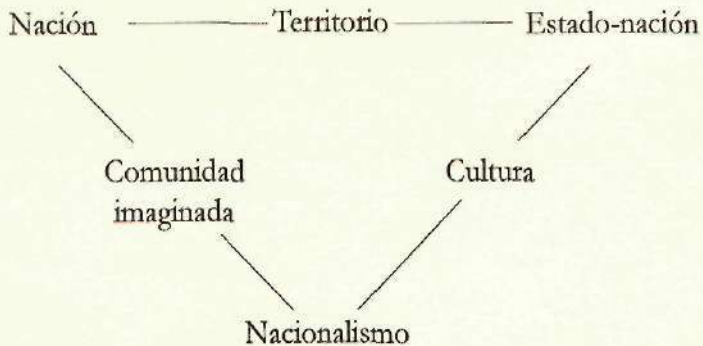 Nación Territorio Estado-nación
Comunidad Cultura
imaginada
Nacionalismo